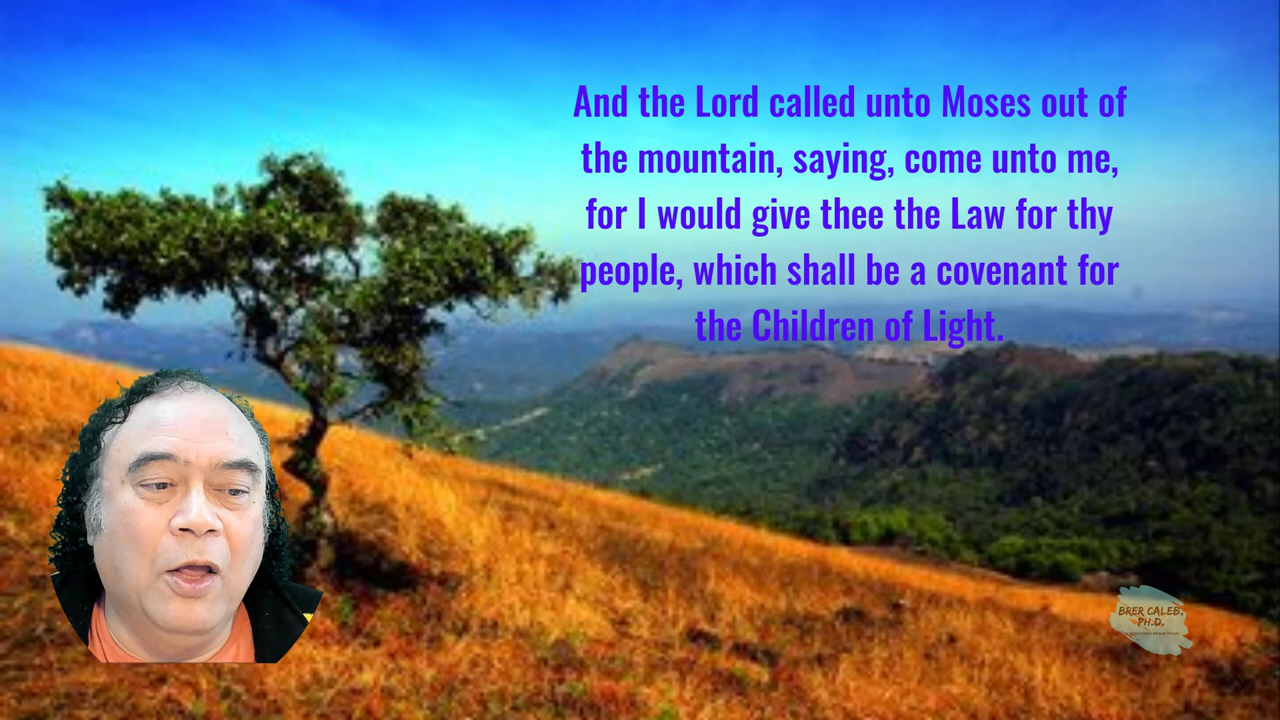 And the Lord called unto Moses out of
the mountain, saying, come unto me,
for I would give thee the Law for thy
people, which shall be a covenant for
the Children of Light.
BRER CALEB,
PH.D.